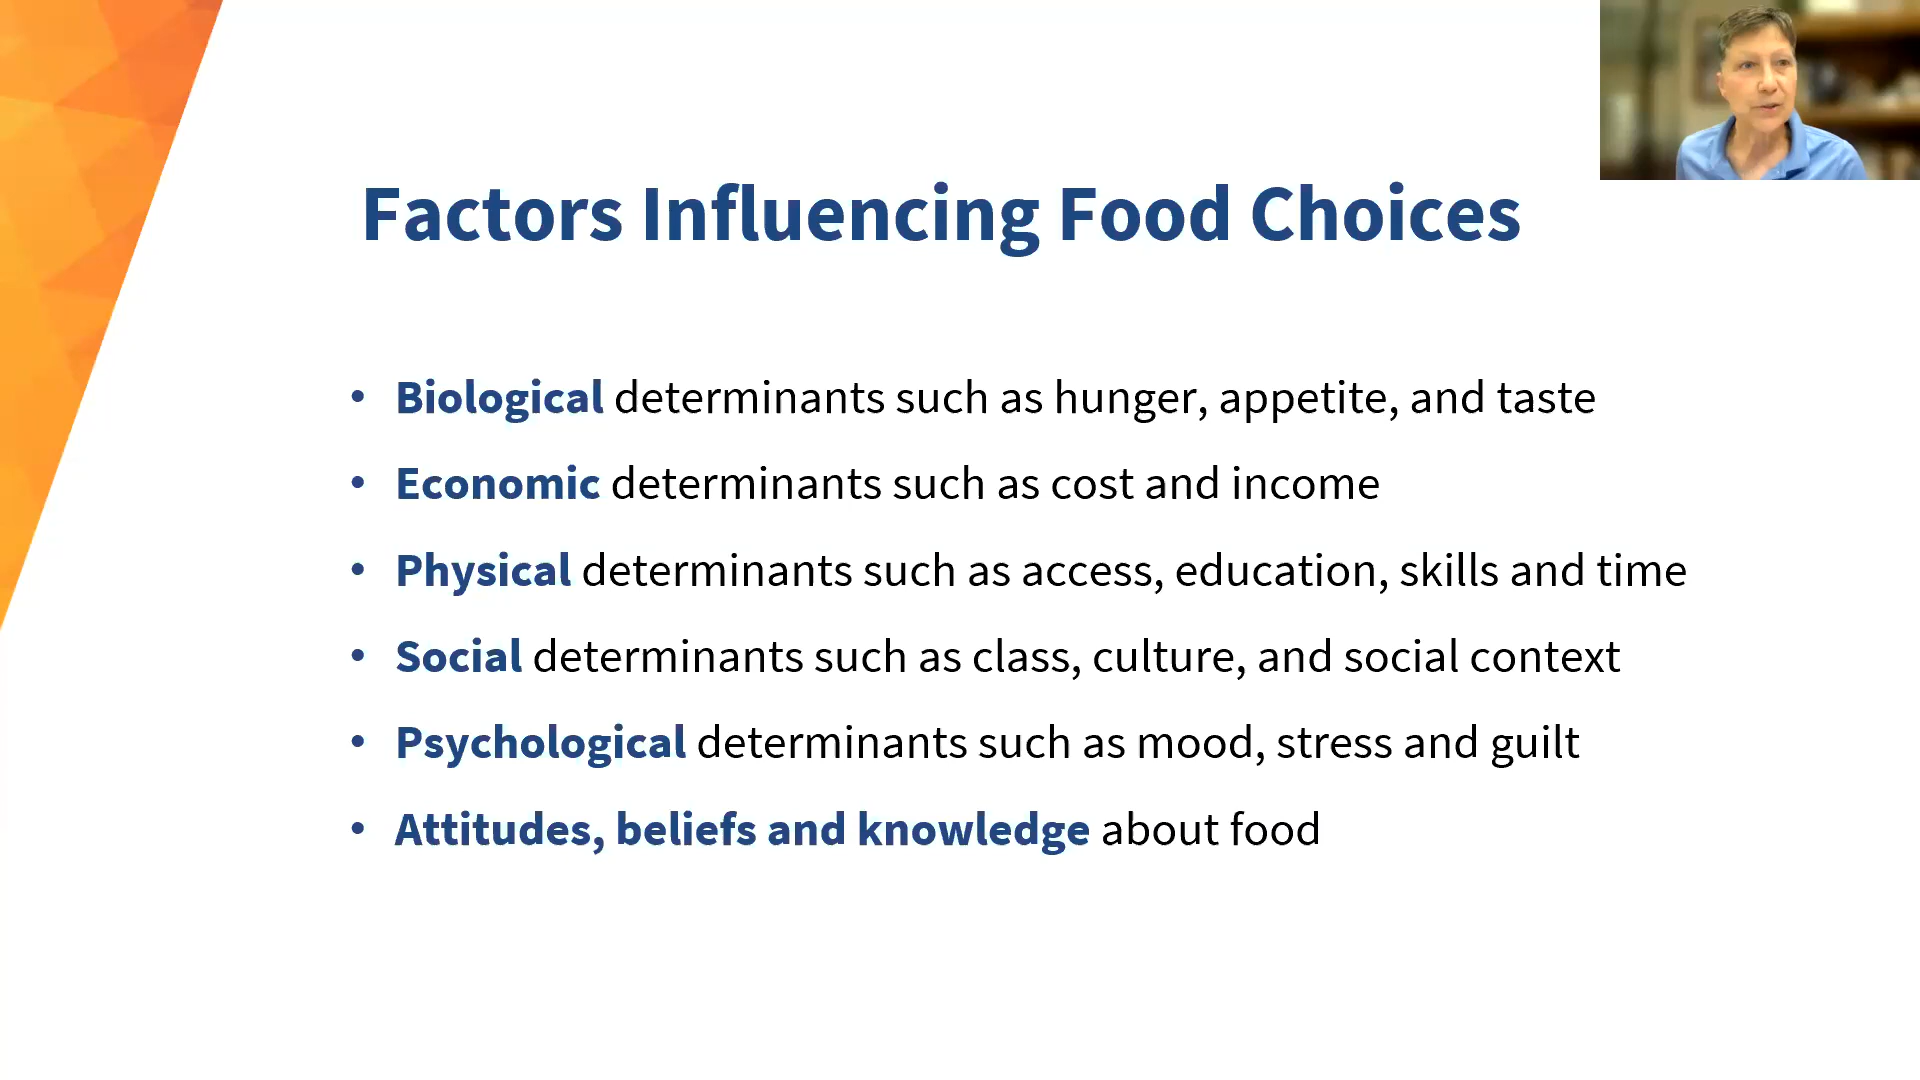 Factors Influencing Food Choices
• Biological determinants such as hunger, appetite, and taste
• Economic determinants such as cost and income
• Physical determinants such as access, education, skills and time
• Social determinants such as class, culture, and social context
• Psychological determinants such as mood, stress and guilt
• Attitudes, beliefs and knowledge about food